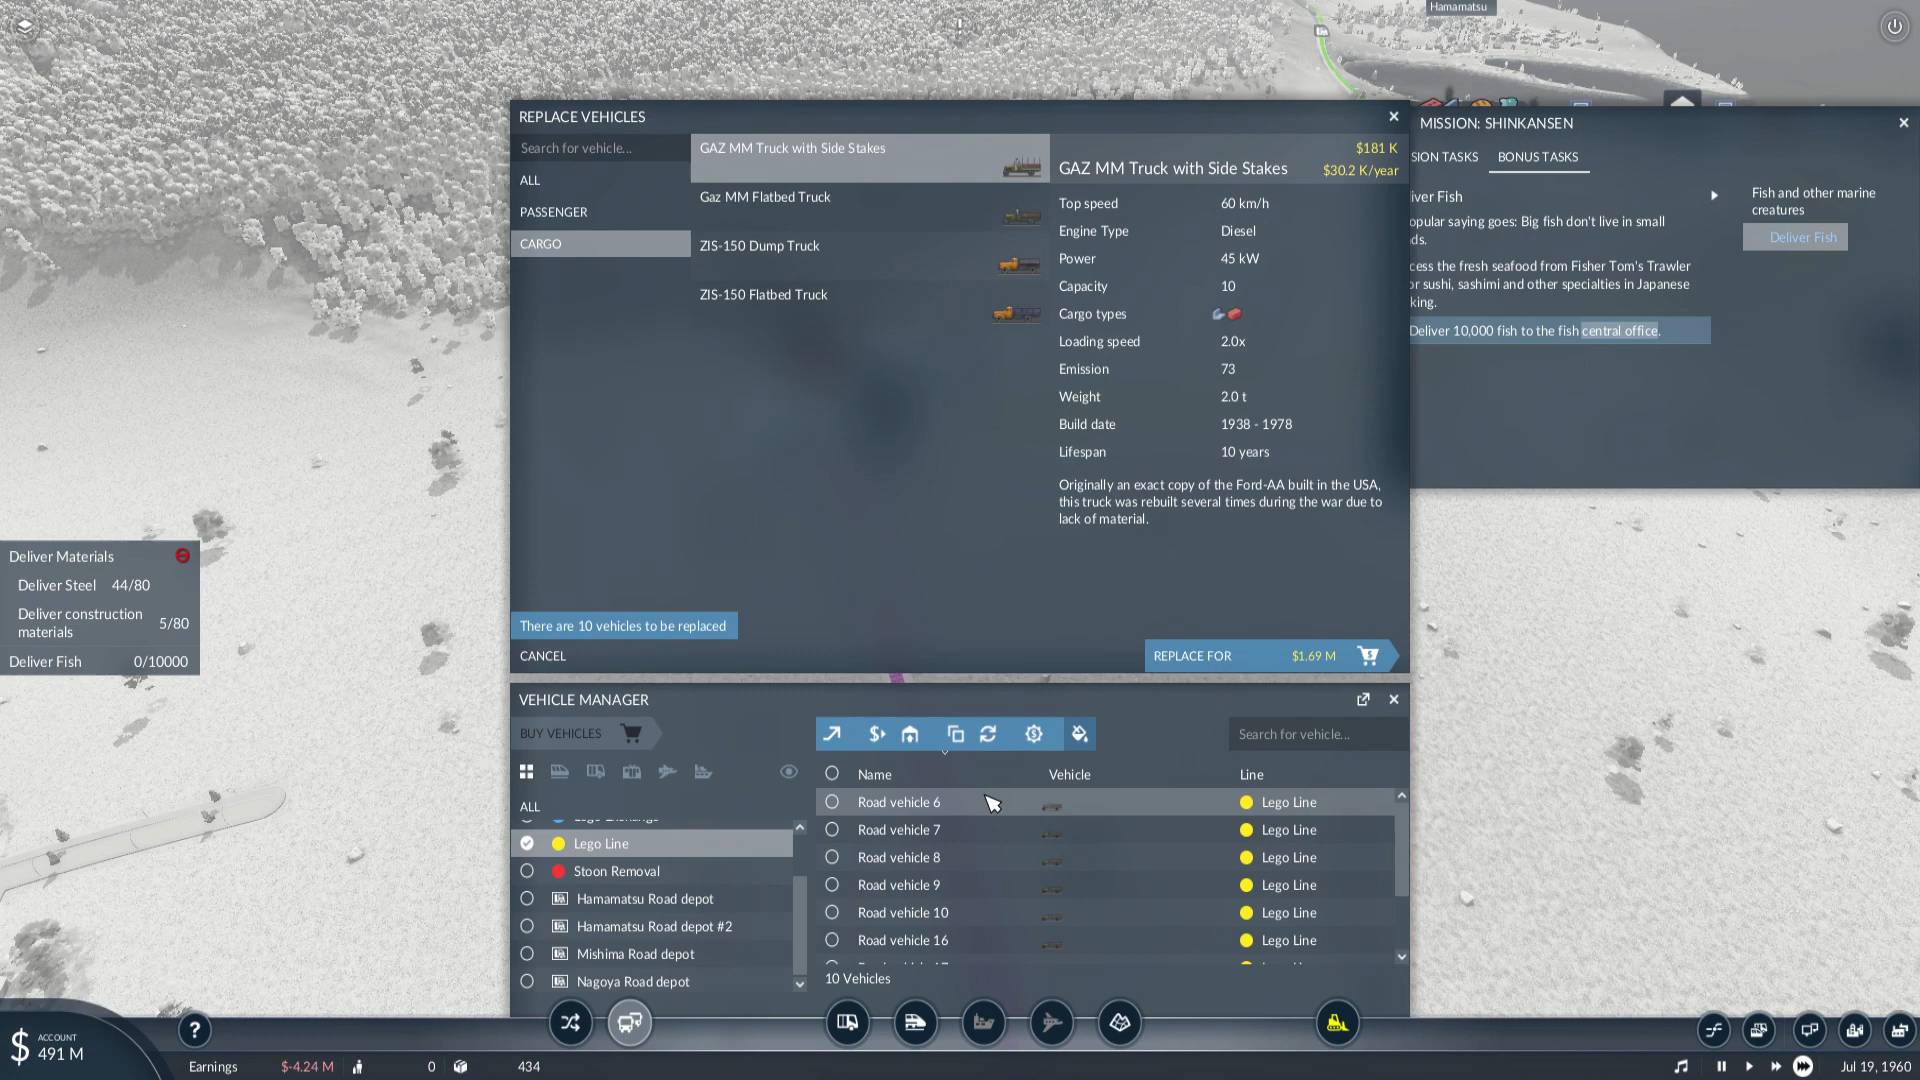 Hamamatsu
REPLACE VEHICLES
Search for vehicle...
ALL
PASSENGER
CARGO
GAZ MM Truck with Side Stakes
Gaz MM Flatbed Truck
ZIS-150 Dump Truck
ZIS-150 Flatbed Truck
$181 K
GAZ MM Truck with Side Stakes
$30.2 K/year
Top speed 60 km/h
Engine Type Diesel
Power 45 kW
Capacity 10
Cargo types
Loading speed 2.0x
Emission 73
Weight 2.0 t
Build date 1938 - 1978
Lifespan 10 years
Originally an exact copy of the Ford-AA built in the USA,
this truck was rebuilt several times during the war due to
lack of material.
There are 10 vehicles to be replaced
CANCEL
REPLACE FOR $1.69 M
MISSION: SHINKANSEN
SION TASKS BONUS TASKS
iver Fish
opular saying goes: Big fish don't live in small
ds.
cess the fresh seafood from Fisher Tom's Trawler
or sushi, sashimi and other specialties in Japanese
king.
Deliver 10,000 fish to the fish central office.
Fish and other marine
creatures
Deliver Fish
Deliver Materials
Deliver Steel 44/80
Deliver construction
materials 5/80
Deliver Fish 0/10000
VEHICLE MANAGER
BUY VEHICLES
Search for vehicle...
ALL
Lego Exchange
Lego Line
Stoon Removal
Hamamatsu Road depot
Hamamatsu Road depot #2
Mishima Road depot
Nagoya Road depot
Name Vehicle Line
Road vehicle 6 Lego Line
Road vehicle 7 Lego Line
Road vehicle 8 Lego Line
Road vehicle 9 Lego Line
Road vehicle 10 Lego Line
Road vehicle 16 Lego Line
10 Vehicles
$ ACCOUNT
491 M
?
Earnings $-4.24 M 0 434
Jul 19, 1960